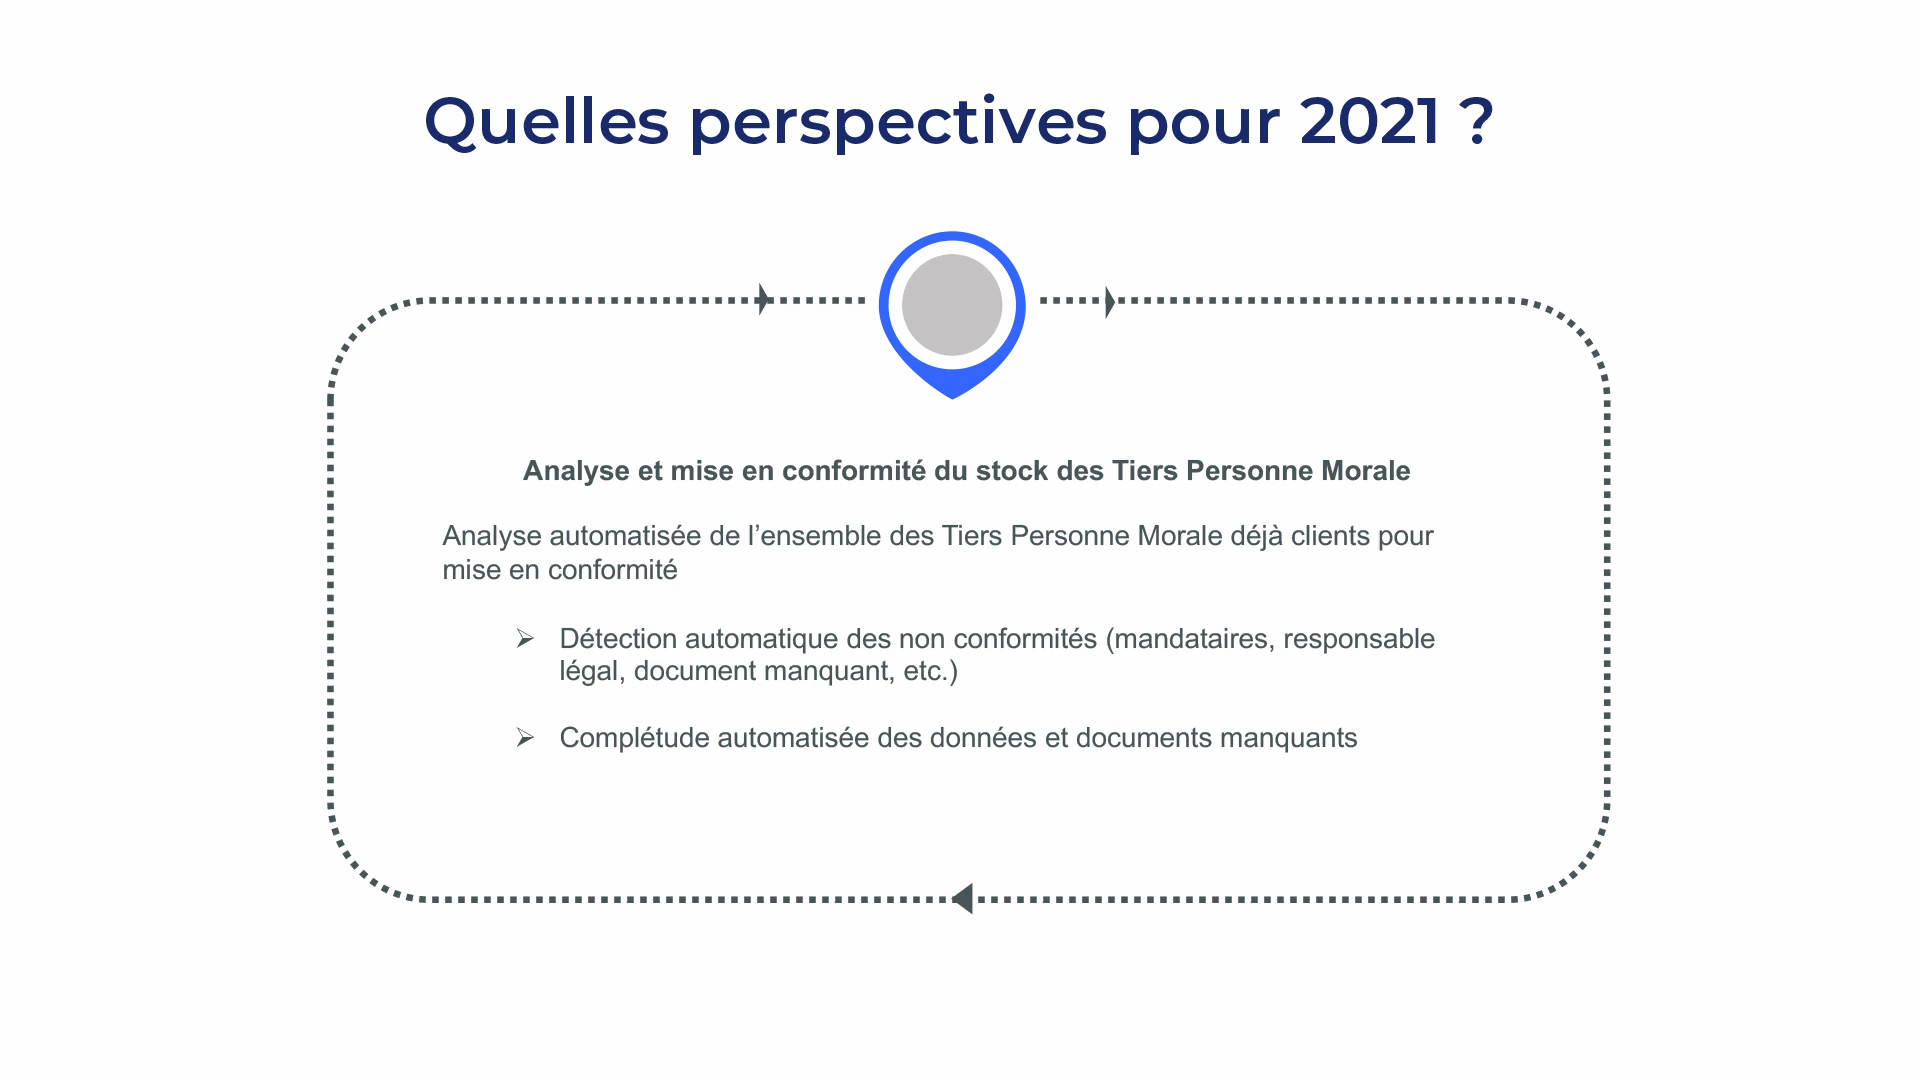 Quelles perspectives pour 2021 ?
Analyse et mise en conformité du stock des Tiers Personne Morale
Analyse automatisée de l’ensemble des Tiers Personne Morale déjà clients pour
mise en conformité
➢ Détection automatique des non conformités (mandataires, responsable
légal, document manquant, etc.)
➢ Complétude automatisée des données et documents manquants